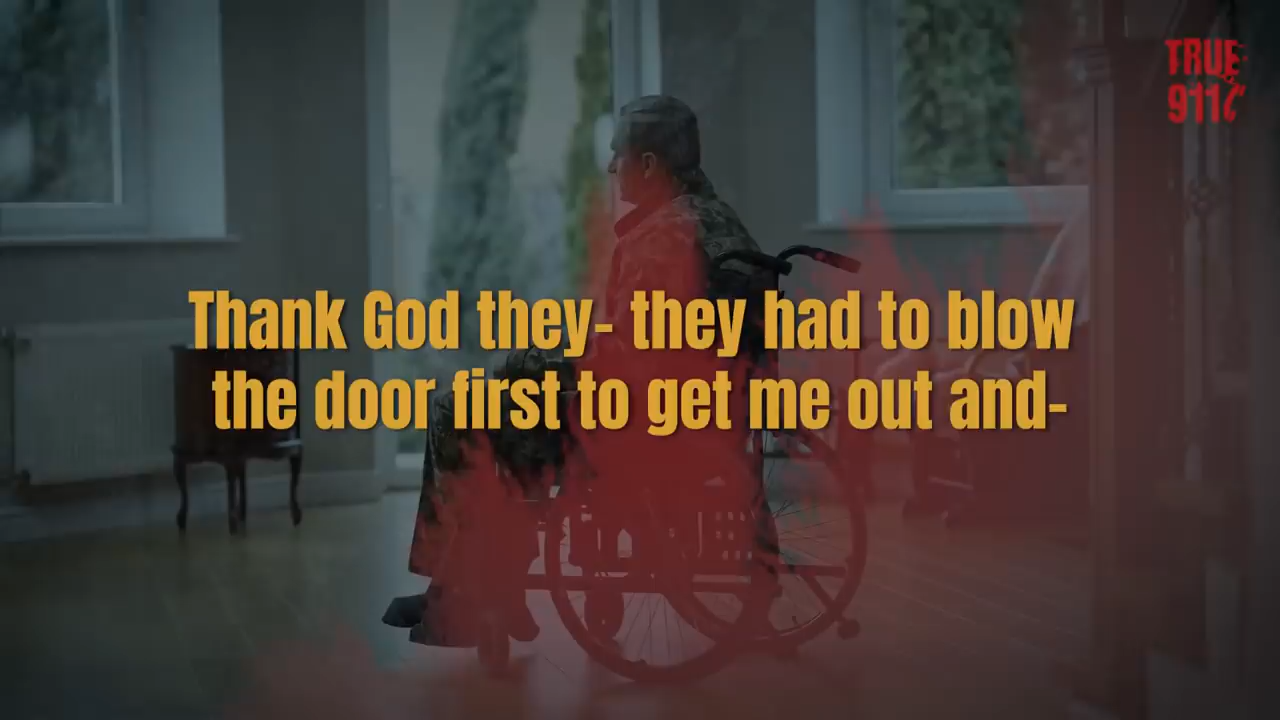 TRUE
911
Thank God they- they had to blow
the door first to get me out and-